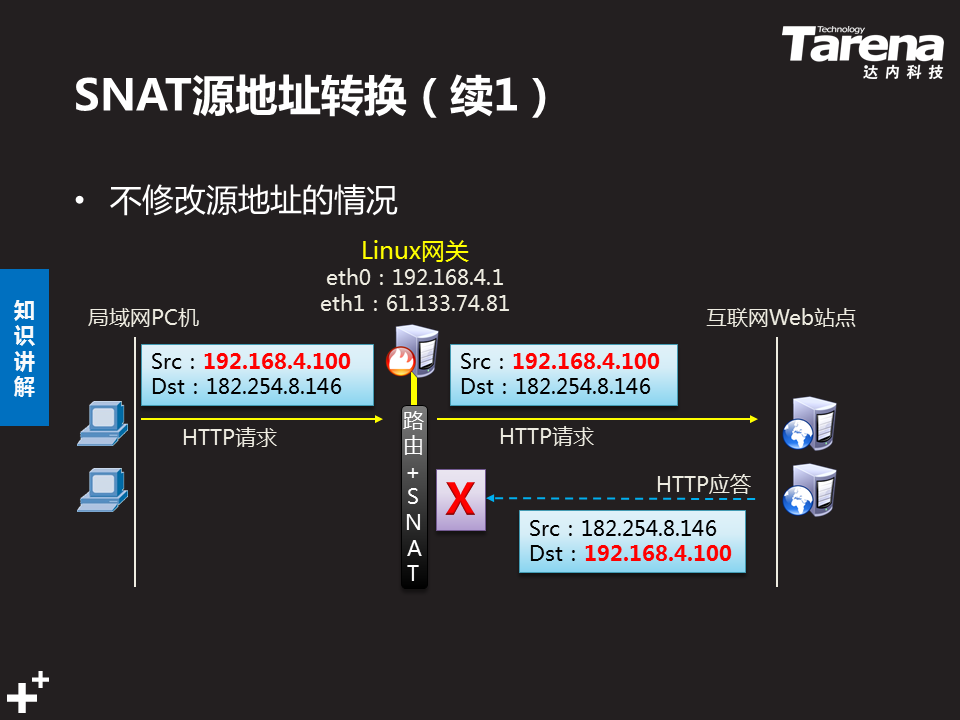 Technology
Tarena
达内科技
SNAT源地址转换（续1）
• 不修改源地址的情况
Linux网关
eth0：192.168.4.1
eth1：61.133.74.81
知识讲解
局域网PC机
互联网Web站点
Src：192.168.4.100
Dst：182.254.8.146
Src：192.168.4.100
Dst：182.254.8.146
HTTP请求
路由+SNAT
HTTP请求
X
HTTP应答
Src：182.254.8.146
Dst：192.168.4.100